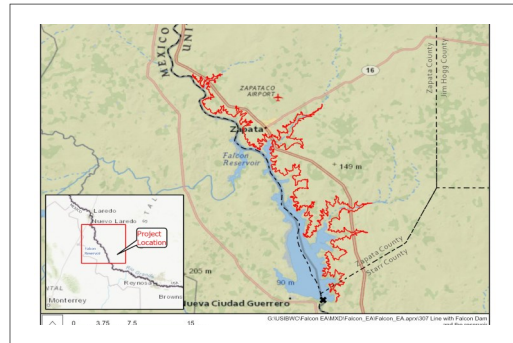 MEXICO
UNI
16
ZAPATA CO
AIRPORT
Zapata
Falcon
Reservoir
149 m
Zapata County
Jim Hogg County
Zapata County
Starr County
205 m
90 m
Nueva Ciudad Guerrero
Laredo
Nuevo Laredo
Project
Location
Reynosa
Browns
Monterrey
0 3.75 7.5 15
G:\USIBWC\Falcon EA\MXD\Falcon_EA\Falcon_EA.aprx\307 Line with Falcon Dam